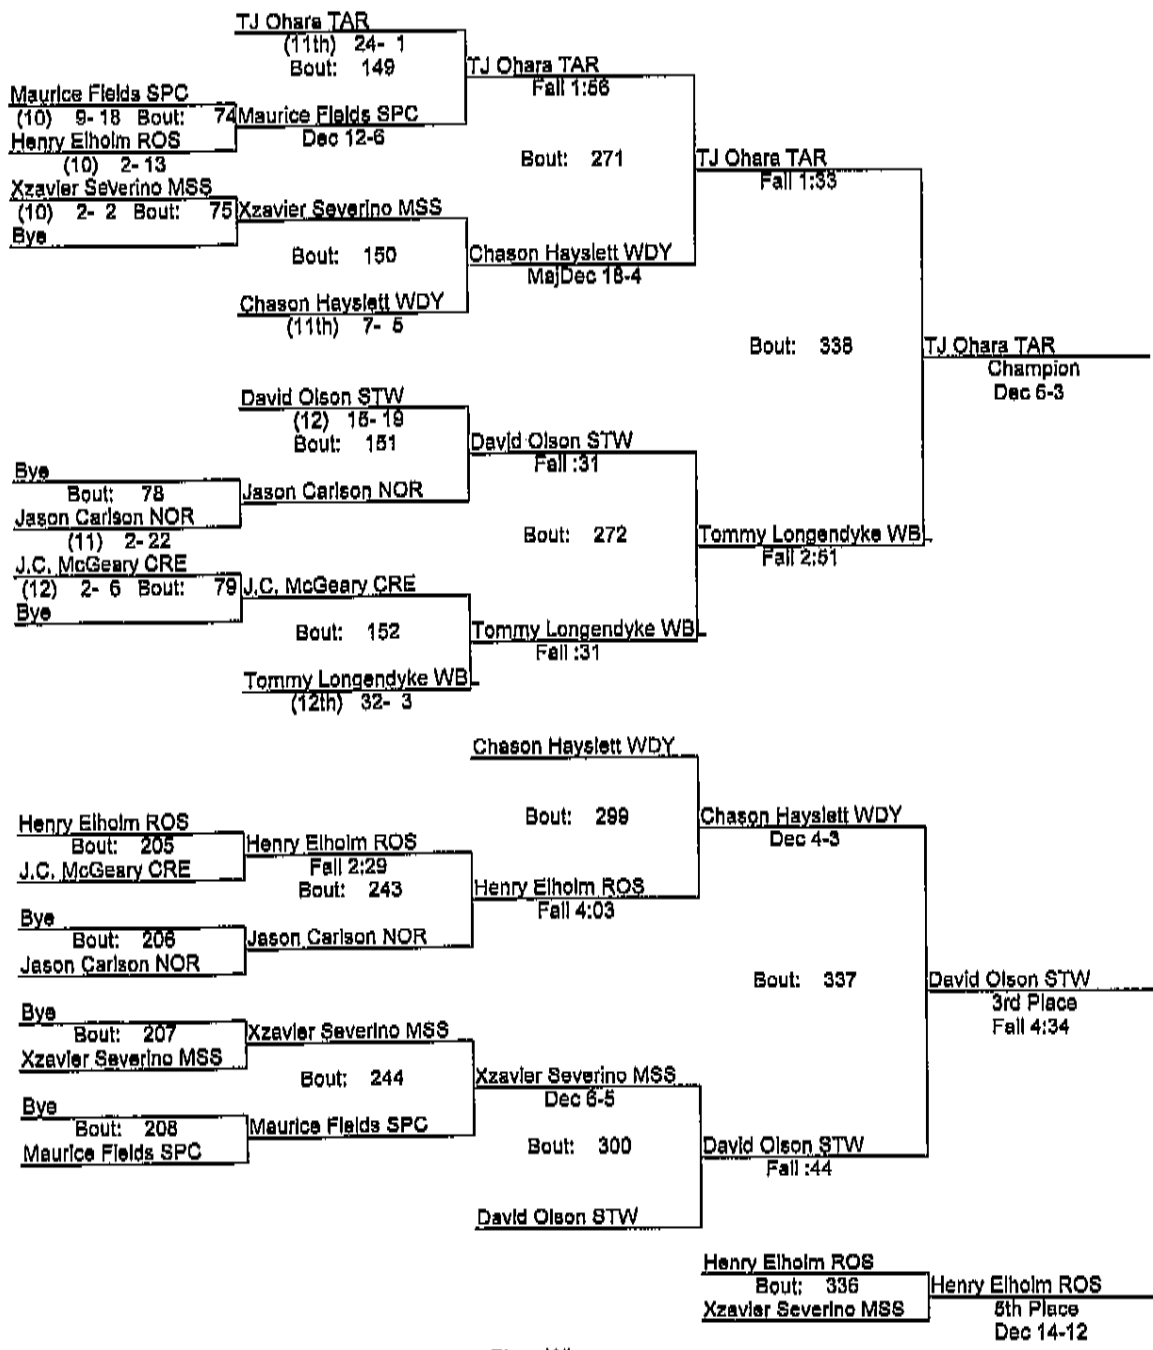 TJ Ohara TAR
(11th) 24- 1
Bout: 149
TJ Ohara TAR
Fall 1:56
Maurice Fields SPC
(10) 9- 18 Bout: 74
Maurice Fields SPC
Dec 12-6
Henry Elholm ROS
(10) 2- 13
Bout: 271
TJ Ohara TAR
Fall 1:33
Xzavier Severino MSS
(10) 2- 2 Bout: 75
Xzavier Severino MSS
Bye
Bout: 150
Chason Hayslett WDY
MajDec 18-4
Chason Hayslett WDY
(11th) 7- 5
Bout: 338
TJ Ohara TAR
Champion
Dec 6-3
David Olson STW
(12) 15- 19
Bout: 151
David Olson STW
Fall :31
Bye
Bout: 78
Jason Carlson NOR
Jason Carlson NOR
(11) 2- 22
Bout: 272
Tommy Longendyke WBL
Fall 2:51
J.C. McGeary CRE
(12) 2- 6 Bout: 79
J.C. McGeary CRE
Bye
Bout: 152
Tommy Longendyke WBL
Fall :31
Tommy Longendyke WBL
(12th) 32- 3
Chason Hayslett WDY
Bout: 299
Chason Hayslett WDY
Dec 4-3
Henry Elholm ROS
Bout: 205
J.C. McGeary CRE
Henry Elholm ROS
Fall 2:29
Bout: 243
Henry Elholm ROS
Fall 4:03
Bye
Bout: 206
Jason Carlson NOR
Jason Carlson NOR
Bout: 337
David Olson STW
3rd Place
Fall 4:34
Bye
Bout: 207
Xzavier Severino MSS
Xzavier Severino MSS
Bout: 244
Xzavier Severino MSS
Dec 6-5
Bye
Bout: 208
Maurice Fields SPC
Maurice Fields SPC
Bout: 300
David Olson STW
Fall :44
David Olson STW
Henry Elholm ROS
Bout: 336
Xzavier Severino MSS
Henry Elholm ROS
5th Place
Dec 14-12